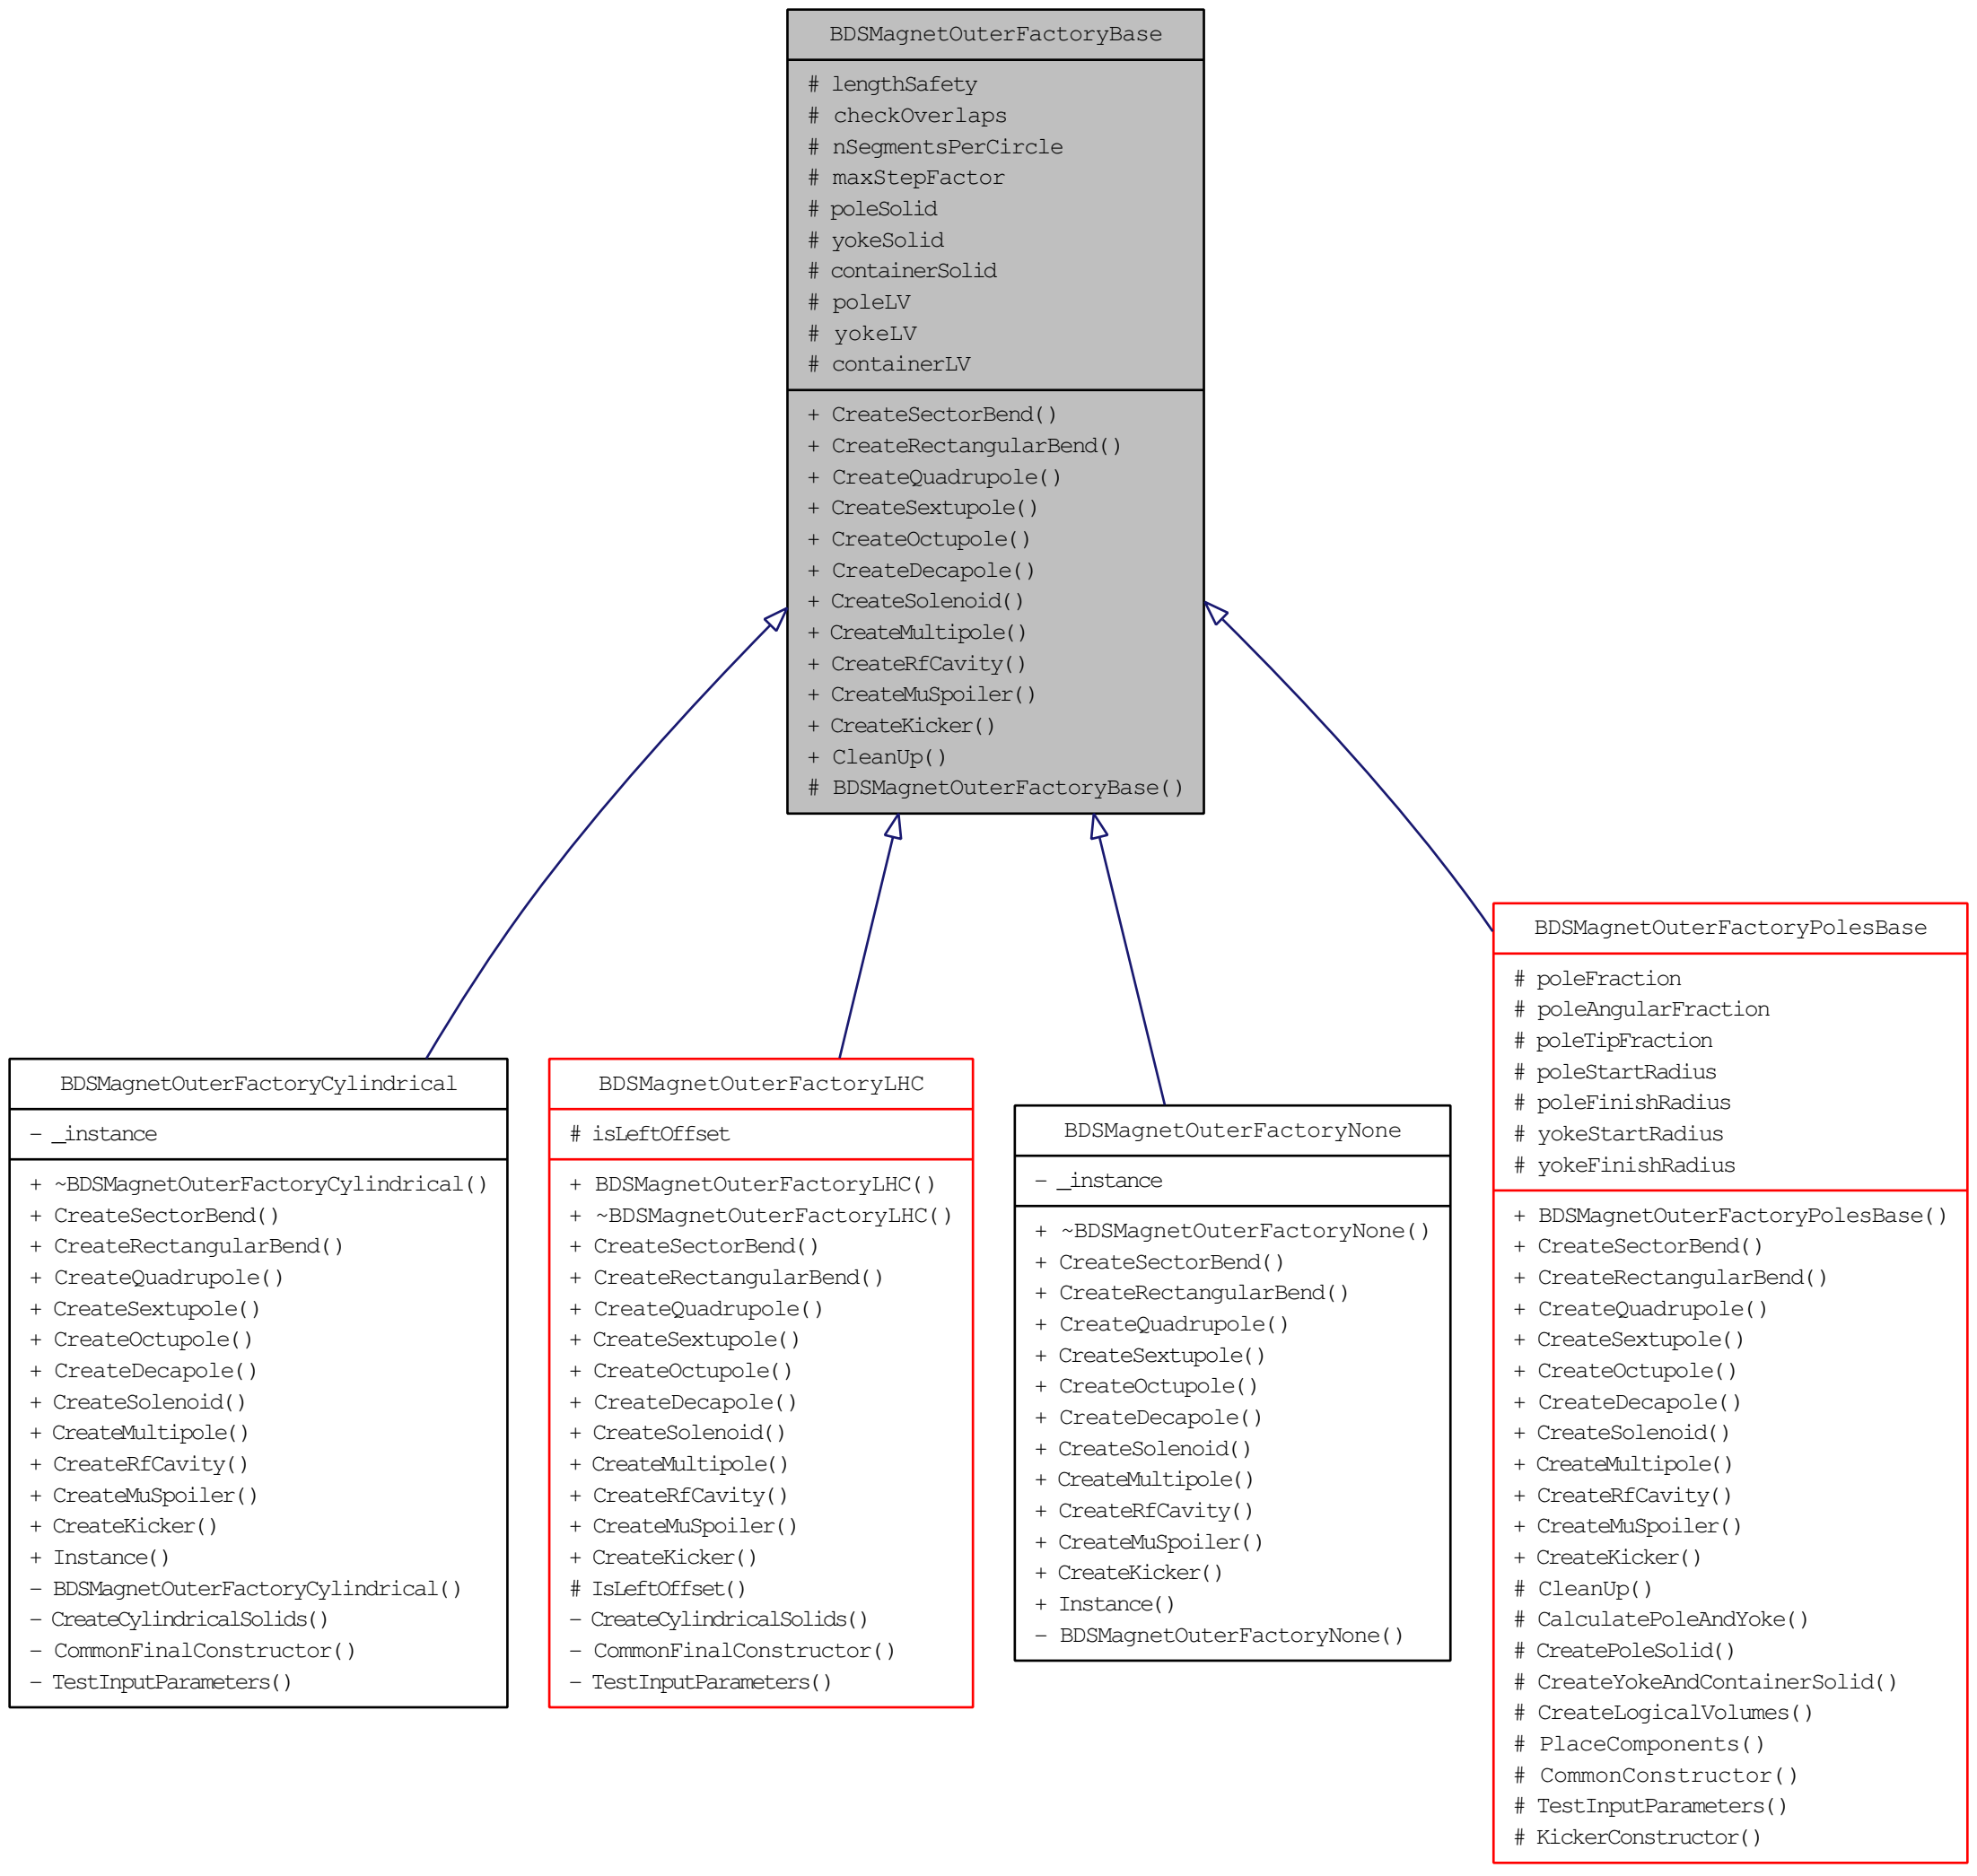 BDSMagnetOuterFactoryBase
# lengthSafety
# checkOverlaps
# nSegmentsPerCircle
# maxStepFactor
# poleSolid
# yokeSolid
# containerSolid
# poleLV
# yokeLV
# containerLV
+ CreateSectorBend()
+ CreateRectangularBend()
+ CreateQuadrupole()
+ CreateSextupole()
+ CreateOctupole()
+ CreateDecapole()
+ CreateSolenoid()
+ CreateMultipole()
+ CreateRfCavity()
+ CreateMuSpoiler()
+ CreateKicker()
+ CleanUp()
# BDSMagnetOuterFactoryBase()
BDSMagnetOuterFactoryCylindrical
− _instance
+ ~BDSMagnetOuterFactoryCylindrical()
+ CreateSectorBend()
+ CreateRectangularBend()
+ CreateQuadrupole()
+ CreateSextupole()
+ CreateOctupole()
+ CreateDecapole()
+ CreateSolenoid()
+ CreateMultipole()
+ CreateRfCavity()
+ CreateMuSpoiler()
+ CreateKicker()
+ Instance()
− BDSMagnetOuterFactoryCylindrical()
− CreateCylindricalSolids()
− CommonFinalConstructor()
− TestInputParameters()
BDSMagnetOuterFactoryLHC
# isLeftOffset
+ BDSMagnetOuterFactoryLHC()
+ ~BDSMagnetOuterFactoryLHC()
+ CreateSectorBend()
+ CreateRectangularBend()
+ CreateQuadrupole()
+ CreateSextupole()
+ CreateOctupole()
+ CreateDecapole()
+ CreateSolenoid()
+ CreateMultipole()
+ CreateRfCavity()
+ CreateMuSpoiler()
+ CreateKicker()
# IsLeftOffset()
− CreateCylindricalSolids()
− CommonFinalConstructor()
− TestInputParameters()
BDSMagnetOuterFactoryNone
− _instance
+ ~BDSMagnetOuterFactoryNone()
+ CreateSectorBend()
+ CreateRectangularBend()
+ CreateQuadrupole()
+ CreateSextupole()
+ CreateOctupole()
+ CreateDecapole()
+ CreateSolenoid()
+ CreateMultipole()
+ CreateRfCavity()
+ CreateMuSpoiler()
+ CreateKicker()
+ Instance()
− BDSMagnetOuterFactoryNone()
BDSMagnetOuterFactoryPolesBase
# poleFraction
# poleAngularFraction
# poleTipFraction
# poleStartRadius
# poleFinishRadius
# yokeStartRadius
# yokeFinishRadius
+ BDSMagnetOuterFactoryPolesBase()
+ CreateSectorBend()
+ CreateRectangularBend()
+ CreateQuadrupole()
+ CreateSextupole()
+ CreateOctupole()
+ CreateDecapole()
+ CreateSolenoid()
+ CreateMultipole()
+ CreateRfCavity()
+ CreateMuSpoiler()
+ CreateKicker()
# CleanUp()
# CalculatePoleAndYoke()
# CreatePoleSolid()
# CreateYokeAndContainerSolid()
# CreateLogicalVolumes()
# PlaceComponents()
# CommonConstructor()
# TestInputParameters()
# KickerConstructor()